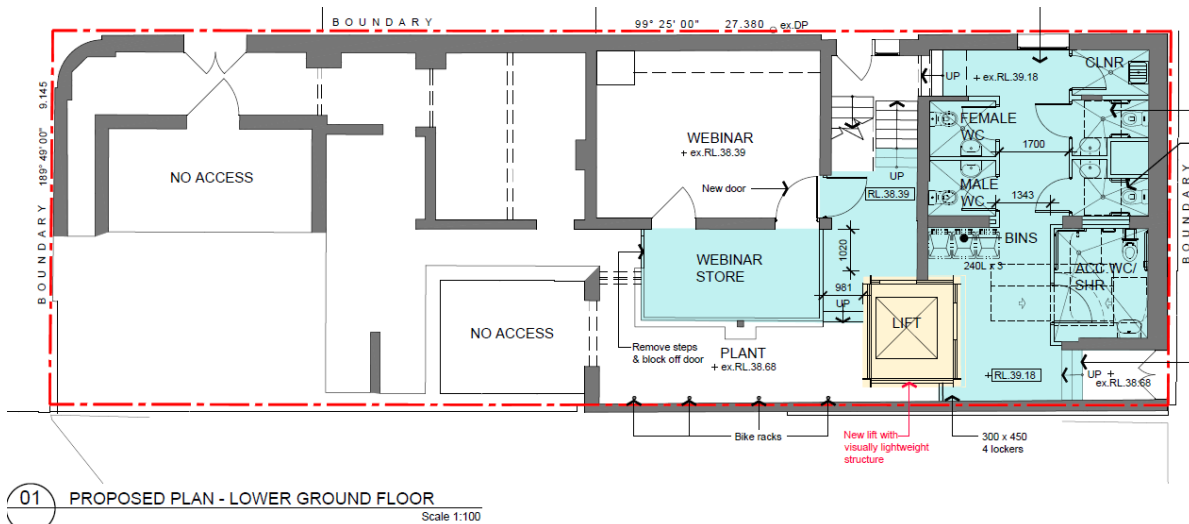 BOUNDARY
99° 25' 00"
27.380
ex.DP
BOUNDARY 189°49'00" 9.145
NO ACCESS
WEBINAR
+ ex.RL.38.39
New door
UP
+ ex.RL.39.18
CLNR
FEMALE
WC
1700
MALE
WC
1343
UP
RL.38.39
BOUNDARY
WEBINAR
STORE
1020
981
UP
BINS
240L x 3
ACC.WC/
SHR
LIFT
NO ACCESS
Remove steps
& block off door
PLANT
+ ex.RL.38.68
+ RL.39.18
UP +
ex.RL.38.68
Bike racks
New lift with
visually lightweight
structure
300 x 450
4 lockers
01
PROPOSED PLAN - LOWER GROUND FLOOR
Scale 1:100